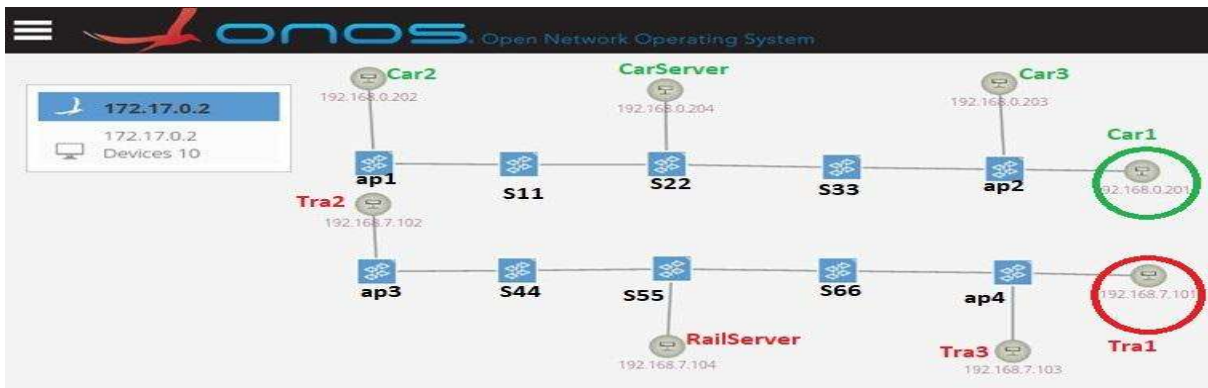 onos. Open Network Operating System
172.17.0.2
172.17.0.2
Devices 10
Car2
192.168.0.202
CarServer
192.168.0.204
Car3
192.168.0.203
Car1
92.168.0.201
ap1
S11
S22
S33
ap2
Tra2
192.168.7.102
ap3
S44
S55
S66
ap4
192.168.7.101
RailServer
192.168.7.104
Tra3
192.168.7.103
Tra1